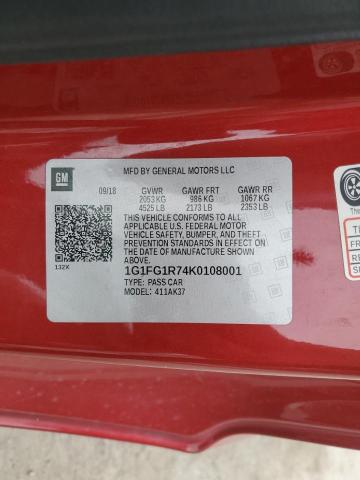 GM
MFD BY GENERAL MOTORS LLC
09/18 GVWR GAWR FRT GAWR RR
2053 KG 986 KG 1067 KG
4525 LB 2173 LB 2353 LB
THIS VEHICLE CONFORMS TO ALL
APPLICABLE U.S. FEDERAL MOTOR
VEHICLE SAFETY, BUMPER, AND THEFT
PREVENTION STANDARDS IN EFFECT ON
THE DATE OF MANUFACTURE SHOWN
ABOVE.
132X
1G1FG1R74K0108001
TYPE: PASS CAR
MODEL: 411AK37